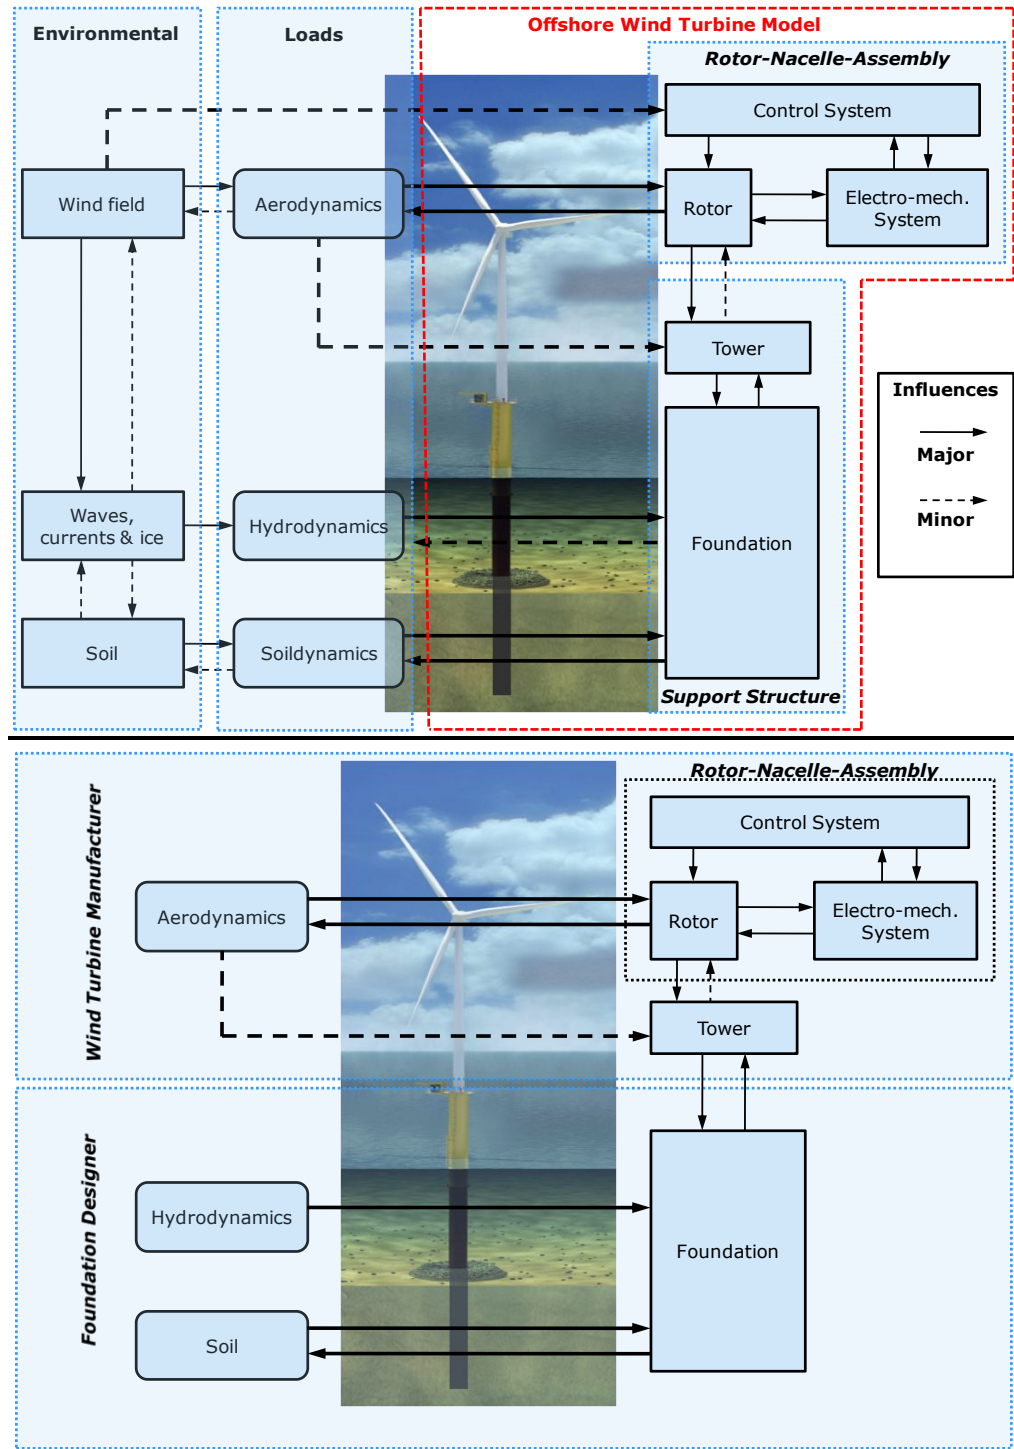 Environmental
Loads
Offshore Wind Turbine Model
Rotor-Nacelle-Assembly
Control System
Wind field
Aerodynamics
Rotor
Electro-mech.
System
Tower
Influences
Major
Minor
Waves,
currents & ice
Hydrodynamics
Foundation
Soil
Soildynamics
Support Structure
Wind Turbine Manufacturer
Rotor-Nacelle-Assembly
Control System
Aerodynamics
Rotor
Electro-mech.
System
Tower
Foundation Designer
Hydrodynamics
Foundation
Soil